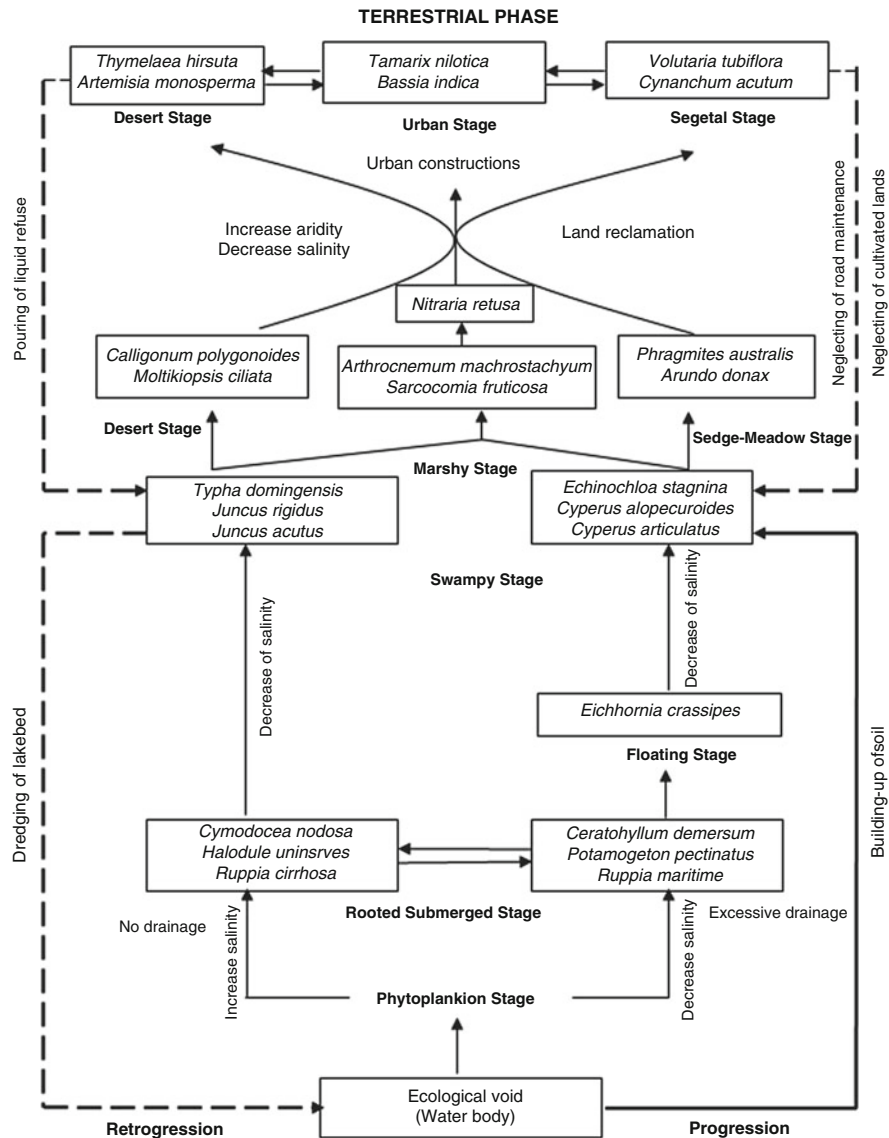 TERRESTRIAL PHASE
Thymelaea hirsuta
Artemisia monosperma
Tamarix nilotica
Bassia indica
Volutaria tubiflora
Cynanchum acutum
Desert Stage
Urban Stage
Segetal Stage
Urban constructions
Increase aridity
Decrease salinity
Land reclamation
Pouring of liquid refuse
Neglecting of road maintenance
Neglecting of cultivated lands
Nitraria retusa
Calligonum polygonoides
Moltikiopsis ciliata
Arthrocnemum machrostachyum
Sarcocomia fruticosa
Phragmites australis
Arundo donax
Desert Stage
Marshy Stage
Sedge-Meadow Stage
Typha domingensis
Juncus rigidus
Juncus acutus
Echinochloa stagnina
Cyperus alopecuroides
Cyperus articulatus
Swampy Stage
Decrease of salinity
Decrease of salinity
Eichhornia crassipes
Floating Stage
Dredging of lakebed
Building-up ofsoil
Cymodocea nodosa
Halodule uninsrves
Ruppia cirrhosa
Ceratohyllum demersum
Potamogeton pectinatus
Ruppia maritime
Rooted Submerged Stage
No drainage
Increase salinity
Decrease salinity
Excessive drainage
Phytoplankion Stage
Ecological void
(Water body)
Retrogression
Progression